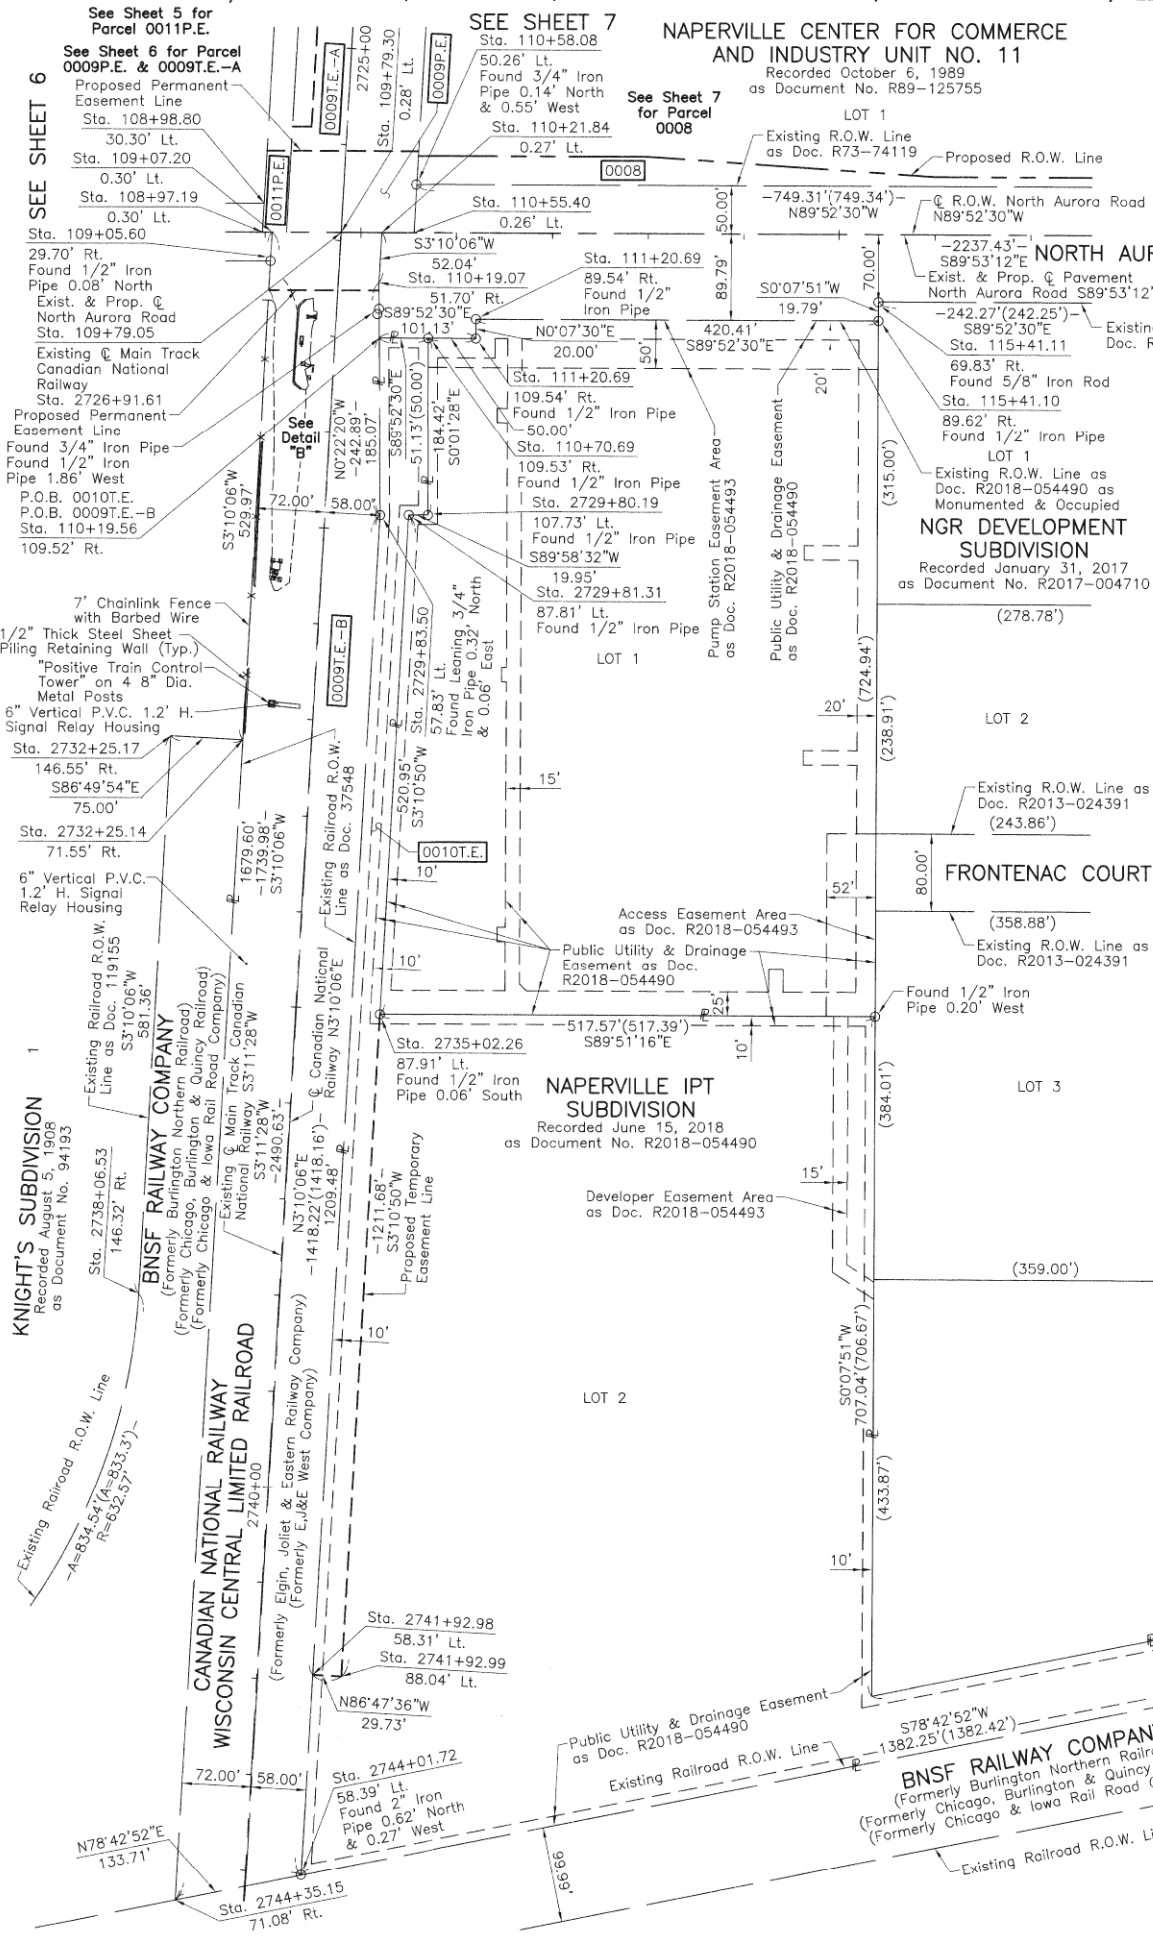 See Sheet 5 for
Parcel 0011P.E.
See Sheet 6 for Parcel
0009P.E. & 0009T.E.-A
SEE SHEET 6
Proposed Permanent
Easement Line
Sta. 108+98.80
30.30' Lt.
Sta. 109+07.20
0.30' Lt.
Sta. 108+97.19
0.30' Lt.
Sta. 109+05.60
29.70' Rt.
Found 1/2" Iron
Pipe 0.08' North
Exist. & Prop. ℄
North Aurora Road
Sta. 109+79.05
Existing ℄ Main Track
Canadian National
Railway
Sta. 2726+91.61
Proposed Permanent
Easement Line
Found 3/4" Iron Pipe
Found 1/2" Iron
Pipe 1.86' West
P.O.B. 0010T.E.
P.O.B. 0009T.E.-B
Sta. 110+19.56
109.52' Rt.
0011P.E.
0009T.E.-A
2725+00
Sta. 109+79.30
0.28' Lt.
0009P.E.
SEE SHEET 7
Sta. 110+58.08
50.26' Lt.
Found 3/4" Iron
Pipe 0.14' North
& 0.55' West
Sta. 110+21.84
0.27' Lt.
NAPERVILLE CENTER FOR COMMERCE
AND INDUSTRY UNIT NO. 11
Recorded October 6, 1989
as Document No. R89-125755
See Sheet 7
for Parcel
0008
LOT 1
Existing R.O.W. Line
as Doc. R73-74119
Proposed R.O.W. Line
0008
Sta. 110+55.40
0.26' Lt.
50.00'
-749.31'(749.34')-
N89°52'30"W
℄ R.O.W. North Aurora Road
N89°52'30"W
-2237.43'-
S89°53'12"E
NORTH AUR
Exist. & Prop. ℄ Pavement
North Aurora Road S89°53'12"
S3°10'06"W
52.04'
Sta. 110+19.07
51.70' Rt.
Sta. 111+20.69
89.54' Rt.
Found 1/2"
Iron Pipe
89.79'
70.00'
S0°07'51"W
19.79'
-242.27'(242.25')-
S89°52'30"E
Existing
Doc. R
Sta. 115+41.11
69.83' Rt.
Found 5/8" Iron Rod
Sta. 115+41.10
89.62' Rt.
Found 1/2" Iron Pipe
S89°52'30"E
101.13'
N0°07'30"E
20.00'
420.41'
S89°52'30"E
50'
20'
Sta. 111+20.69
109.54' Rt.
Found 1/2" Iron Pipe
50.00'
Sta. 110+70.69
109.53' Rt.
Found 1/2" Iron Pipe
Sta. 2729+80.19
107.73' Lt.
Found 1/2" Iron Pipe
S89°58'32"W
19.95'
Sta. 2729+81.31
87.81' Lt.
Found 1/2" Iron Pipe
LOT 1
See
Detail
"B"
N0°22'20"W
-242.89'-
185.07'
S89°52'30"E
51.13'(50.00')
-184.42'-
S0°01'28"E
S3°10'06"W
529.97'
72.00'
58.00'
Pump Station Easement Area
as Doc. R2018-054493
Public Utility & Drainage Easement
as Doc. R2018-054490
LOT 1
Existing R.O.W. Line as
Doc. R2018-054490 as
Monumented & Occupied
(315.00')
NGR DEVELOPMENT
SUBDIVISION
Recorded January 31, 2017
as Document No. R2017-004710
(278.78')
7' Chainlink Fence
with Barbed Wire
1/2" Thick Steel Sheet
Piling Retaining Wall (Typ.)
"Positive Train Control
Tower" on 4 8" Dia.
Metal Posts
6" Vertical P.V.C. 1.2' H.
Signal Relay Housing
Sta. 2732+25.17
146.55' Rt.
S86°49'54"E
75.00'
Sta. 2732+25.14
71.55' Rt.
6" Vertical P.V.C.
1.2' H. Signal
Relay Housing
0009T.E.-B
Sta. 2729+83.50
57.83' Lt.
Found Leaning 3/4"
Iron Pipe 0.32' North
& 0.06' East
-520.95'-
S3°10'50"W
0010T.E.
10'
15'
20'
(724.94')
(238.91')
LOT 2
Existing R.O.W. Line as
Doc. R2013-024391
(243.86')
80.00'
FRONTENAC COURT
(358.88')
Existing R.O.W. Line as
Doc. R2013-024391
52'
Access Easement Area
as Doc. R2018-054493
Public Utility & Drainage
Easement as Doc.
R2018-054490
1679.60'
-1739.98'-
S3°10'06"W
Existing Railroad R.O.W.
Line as Doc. 37548
10'
25'
Found 1/2" Iron
Pipe 0.20' West
-517.57'(517.39')-
S89°51'16"E
10'
Sta. 2735+02.26
87.91' Lt.
Found 1/2" Iron
Pipe 0.06' South
NAPERVILLE IPT
SUBDIVISION
Recorded June 15, 2018
as Document No. R2018-054490
LOT 3
(384.01')
15'
Developer Easement Area
as Doc. R2018-054493
(359.00')
KNIGHT'S SUBDIVISION
Recorded August 5, 1908
as Document No. 94193
1
Existing Railroad R.O.W.
Line as Doc. 119155
S3°10'06"W
581.36'
Sta. 2738+06.53
146.32' Rt.
BNSF RAILWAY COMPANY
(Formerly Burlington Northern Railroad)
(Formerly Chicago, Burlington & Quincy Railroad)
(Formerly Chicago & Iowa Rail Road Company)
Existing ℄ Main Track Canadian
National Railway S3°11'28"W
S3°11'28"W
-2490.63'-
℄ Canadian National
Railway N3°10'06"E
N3°10'06"E
-1418.22'(1418.16')-
1209.48'
-1211.68'-
S3°10'50"W
Proposed Temporary
Easement Line
10'
LOT 2
S0°07'51"W
707.04'(706.67')
(433.87')
10'
Existing Railroad R.O.W. Line
-A=834.54'(A=833.3')-
R=632.57'
CANADIAN NATIONAL RAILWAY
WISCONSIN CENTRAL LIMITED RAILROAD
2740+00
(Formerly Elgin, Joliet & Eastern Railway Company)
(Formerly E,J&E West Company)
Sta. 2741+92.98
58.31' Lt.
Sta. 2741+92.99
88.04' Lt.
N86°47'36"W
29.73'
72.00'
58.00'
Sta. 2744+01.72
58.39' Lt.
Found 2" Iron
Pipe 0.62' North
& 0.27' West
N78°42'52"E
133.71'
Sta. 2744+35.15
71.08' Rt.
Public Utility & Drainage Easement
as Doc. R2018-054490
Existing Railroad R.O.W. Line
S78°42'52"W
1382.25'(1382.42')
BNSF RAILWAY COMPAN
(Formerly Burlington Northern Railro
(Formerly Chicago, Burlington & Quincy
(Formerly Chicago & Iowa Rail Road
99.99'
Existing Railroad R.O.W. Li